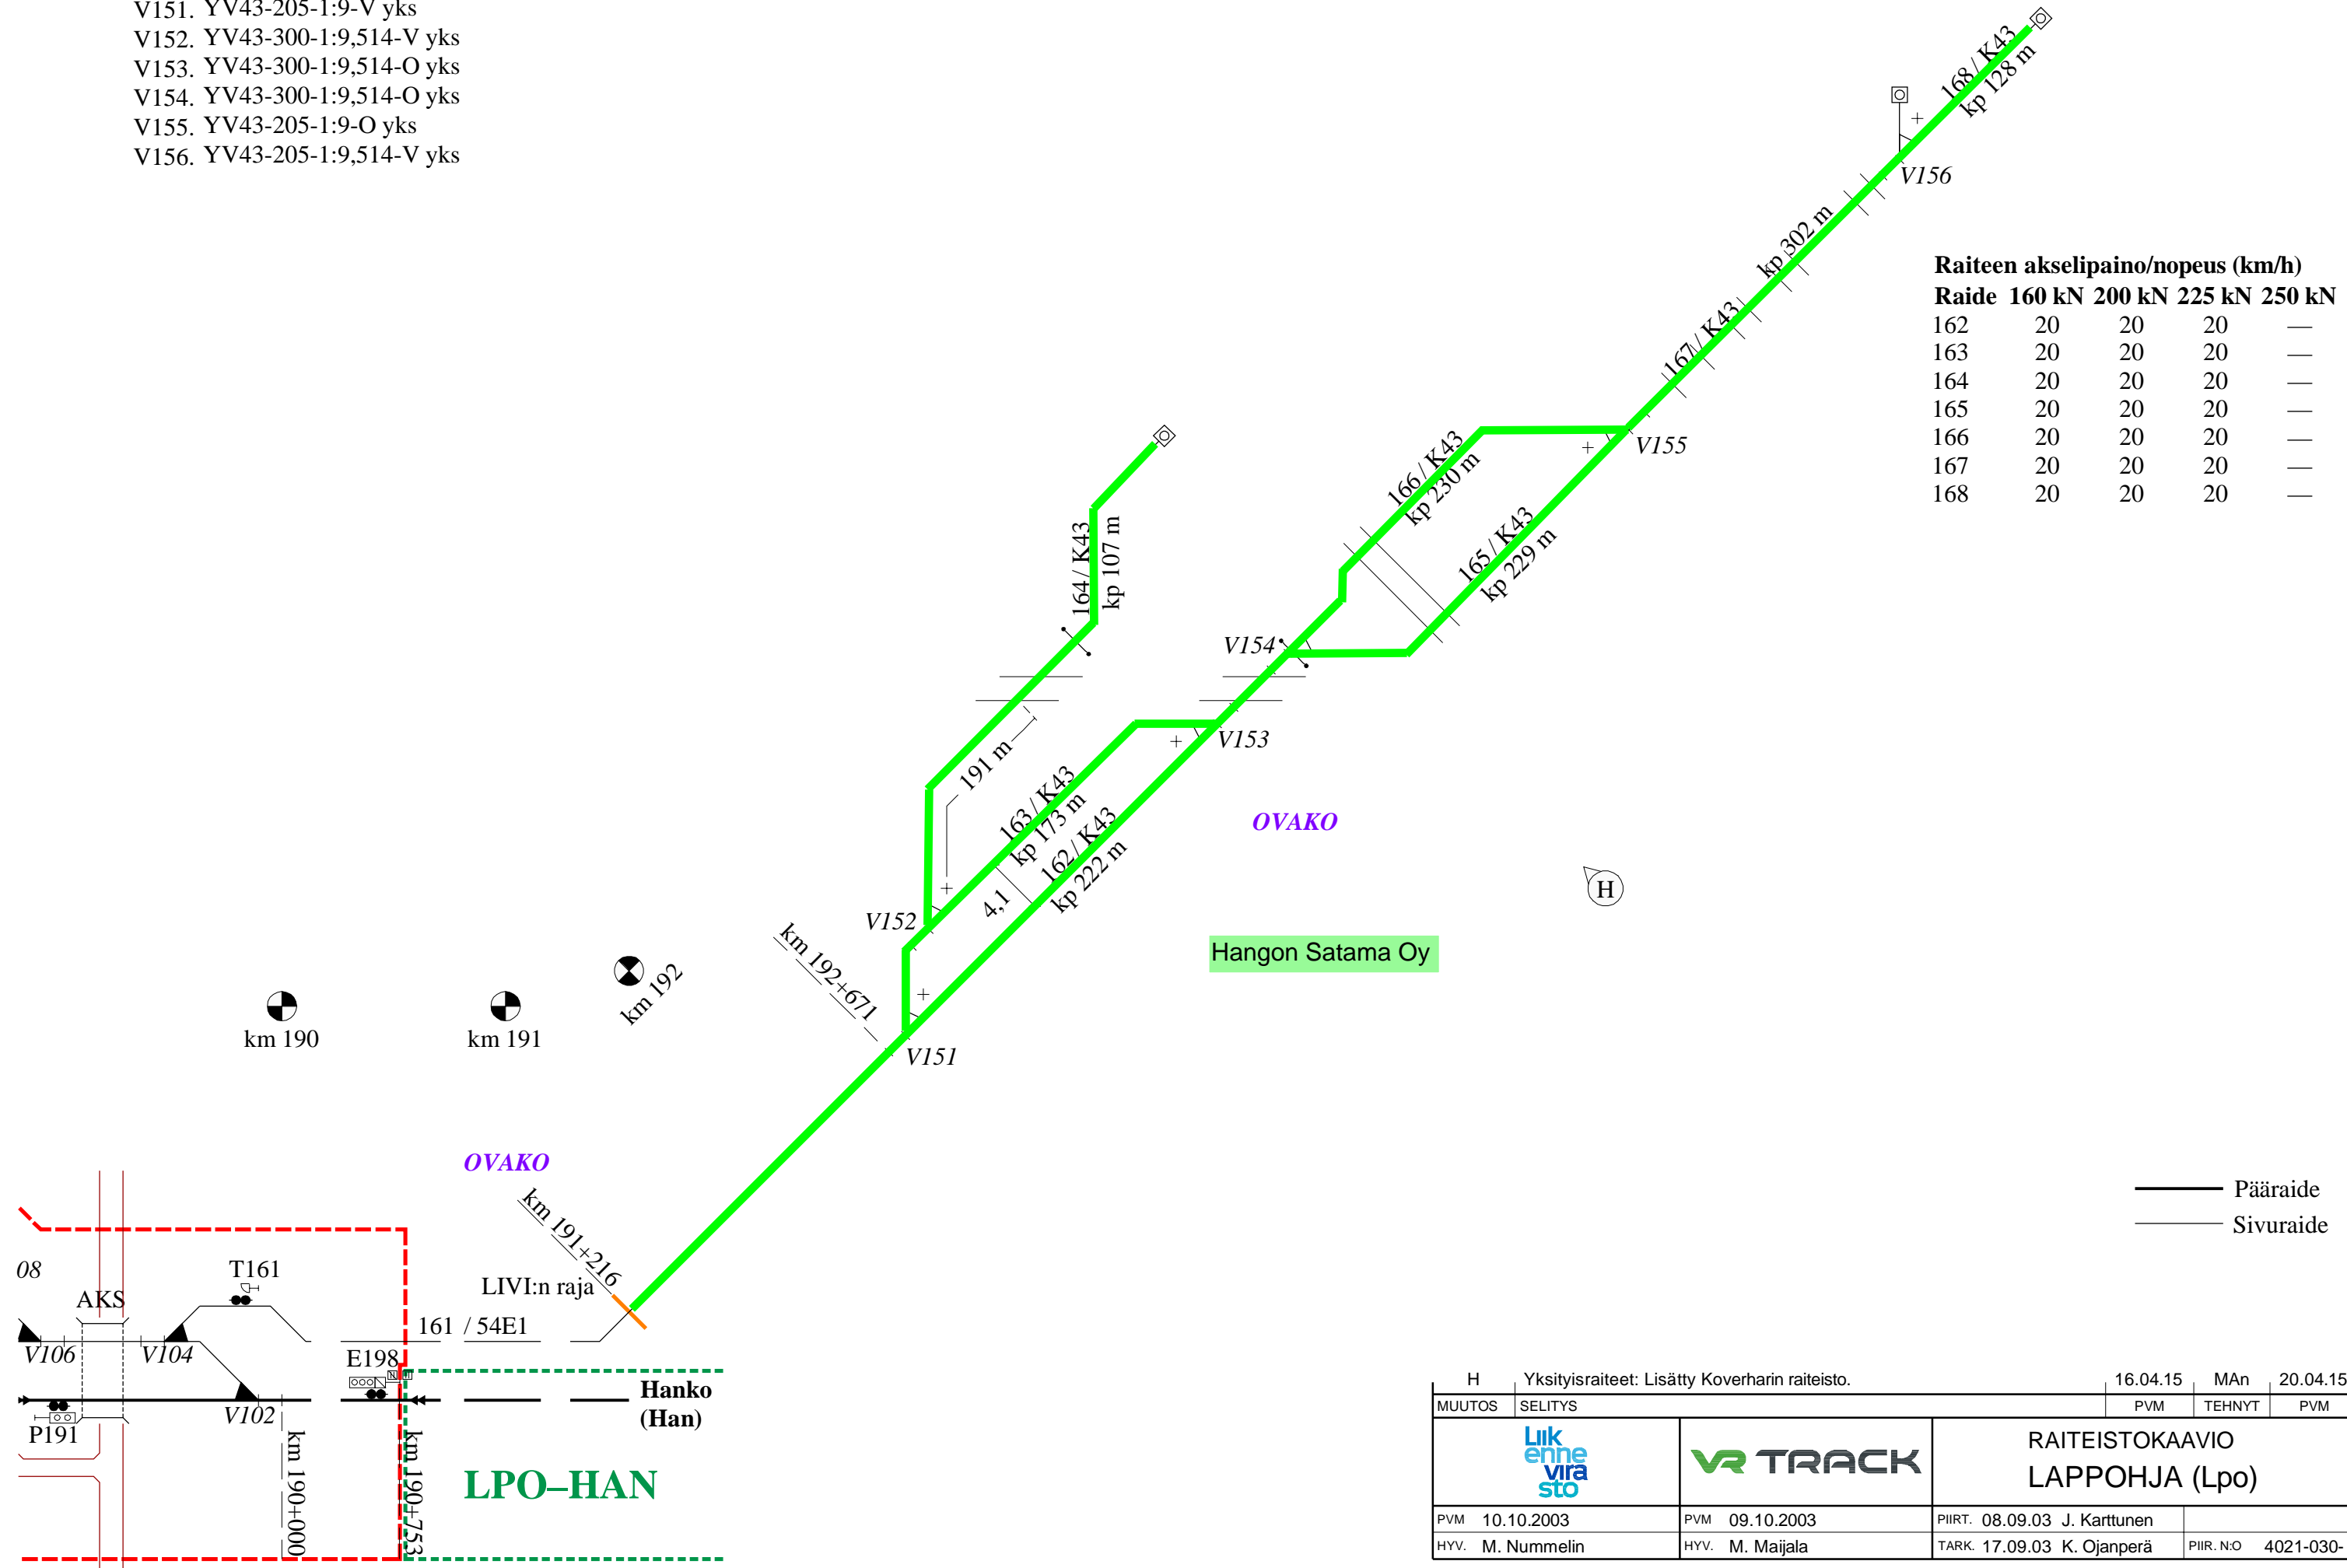 V151. YV43-205-1:9-V yks
V152. YV43-300-1:9,514-V yks
V153. YV43-300-1:9,514-O yks
V154. YV43-300-1:9,514-O yks
V155. YV43-205-1:9-O yks
V156. YV43-205-1:9,514-V yks
168 / K43
kp 128 m
V156
kp 302 m
167 / K43
Raiteen akselipaino/nopeus (km/h)
Raide 160 kN 200 kN 225 kN 250 kN
162 20 20 20 —
163 20 20 20 —
164 20 20 20 —
165 20 20 20 —
166 20 20 20 —
167 20 20 20 —
168 20 20 20 —
V155
166 / K43
kp 230 m
165 / K43
kp 229 m
164 / K43
kp 107 m
V154
V153
191 m
163 / K43
kp 173 m
162 / K43
kp 222 m
4,1
OVAKO
H
V152
Hangon Satama Oy
km 192+671
km 190
km 191
km 192
V151
OVAKO
km 191+216
LIVI:n raja
Pääraide
Sivuraide
08
AKS
T161
161 / 54E1
V106
V104
E198
Hanko
(Han)
P191
V102
km 190+000
km 190+753
LPO–HAN
H Yksityisraiteet: Lisätty Koverharin raiteisto. 16.04.15 MAn 20.04.15
MUUTOS SELITYS PVM TEHNYT PVM
Liikennevirasto
VR TRACK
RAITEISTOKAAVIO
LAPPOHJA (Lpo)
PVM 10.10.2003 PVM 09.10.2003 PIIRT. 08.09.03 J. Karttunen
HYV. M. Nummelin HYV. M. Maijala TARK. 17.09.03 K. Ojanperä PIIR. N:O 4021-030-